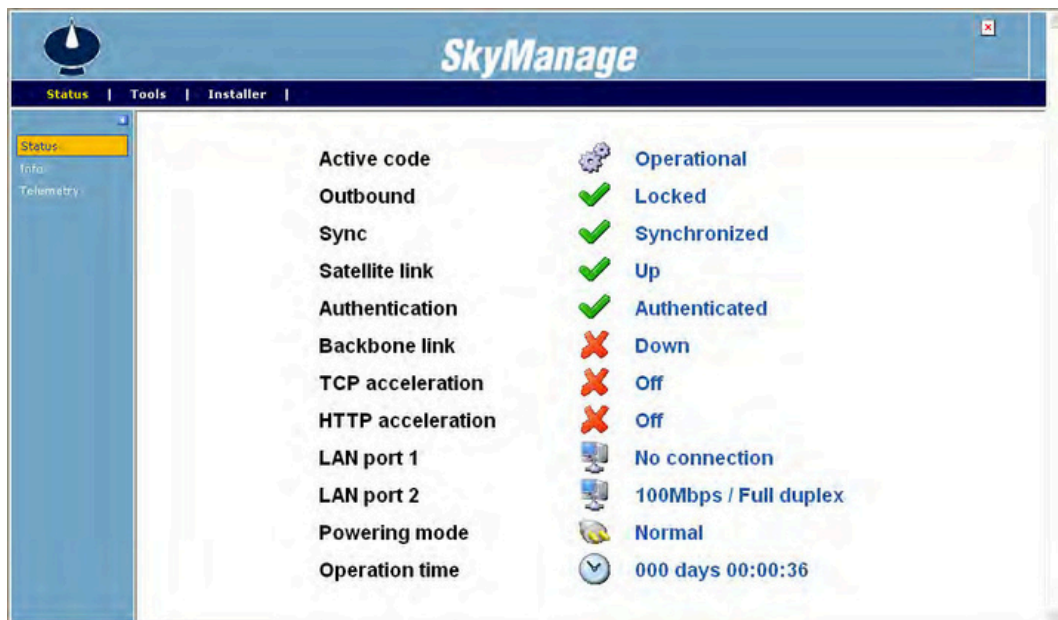 SkyManage
Status | Tools | Installer |
Status
Info
Telemetry
Active code Operational
Outbound Locked
Sync Synchronized
Satellite link Up
Authentication Authenticated
Backbone link Down
TCP acceleration Off
HTTP acceleration Off
LAN port 1 No connection
LAN port 2 100Mbps / Full duplex
Powering mode Normal
Operation time 000 days 00:00:36